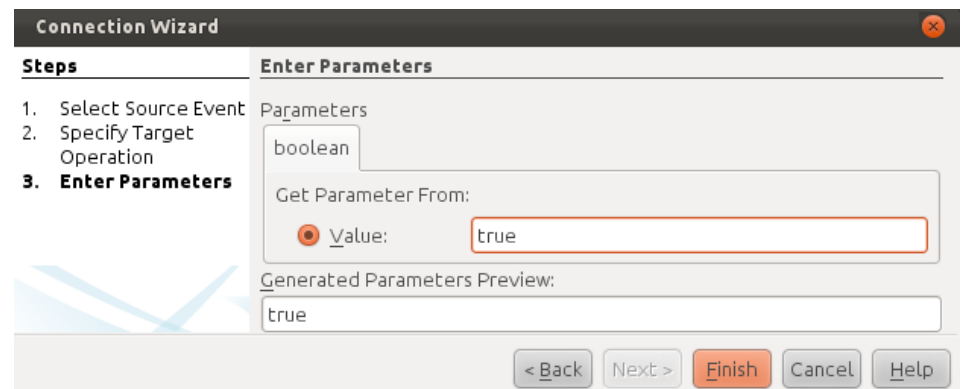 Connection Wizard
Steps
1. Select Source Event
2. Specify Target
Operation
3. Enter Parameters
Enter Parameters
Parameters
boolean
Get Parameter From:
Value: true
Generated Parameters Preview:
true
< Back Next > Finish Cancel Help